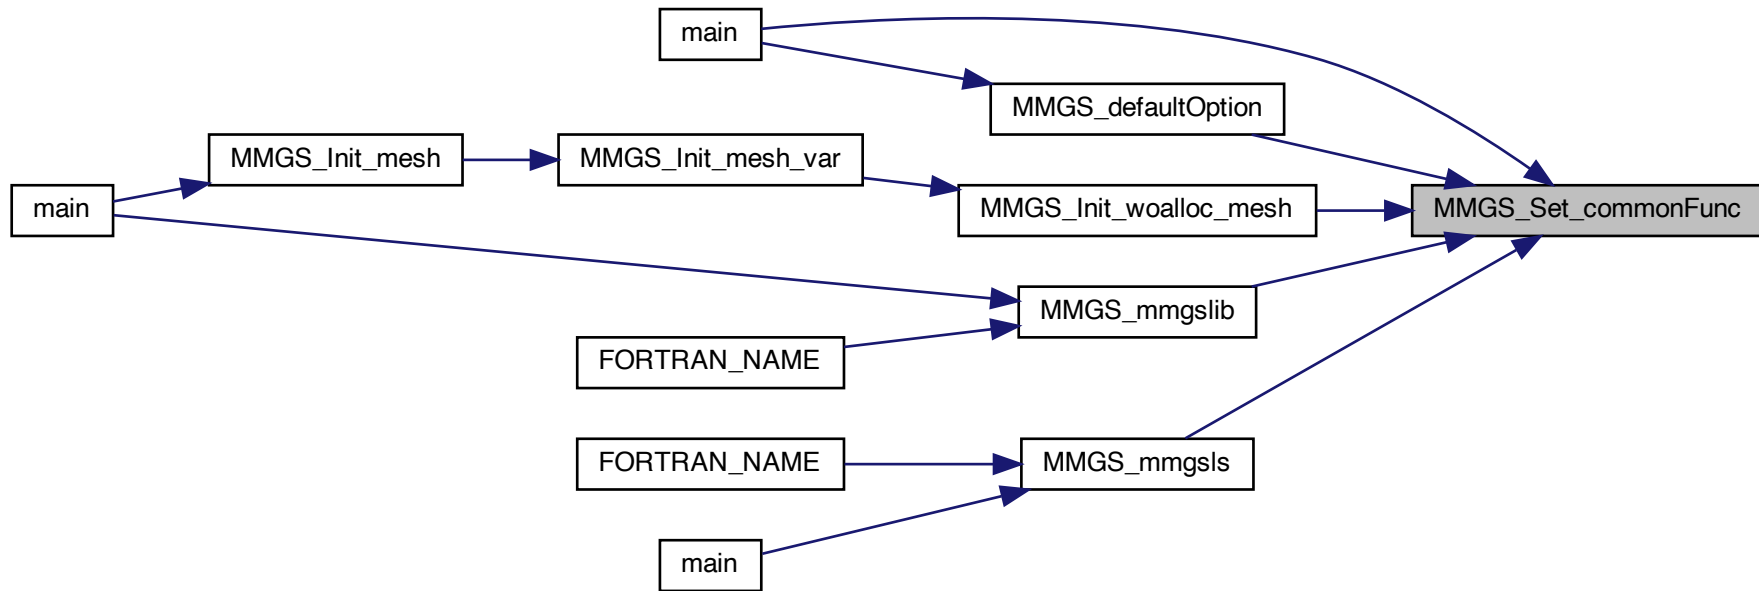 main
MMGS_defaultOption
MMGS_Init_mesh
MMGS_Init_mesh_var
main
MMGS_Init_woalloc_mesh
MMGS_Set_commonFunc
MMGS_mmgslib
FORTRAN_NAME
FORTRAN_NAME
MMGS_mmgsls
main